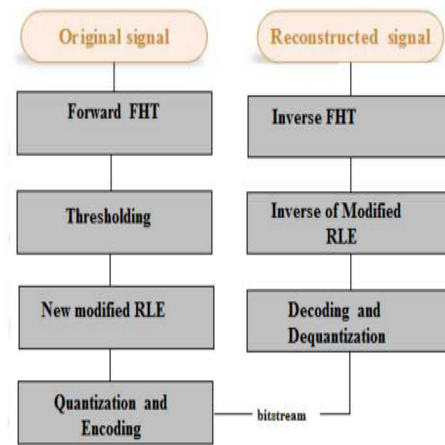 Original signal
Forward FHT
Thresholding
New modified RLE
Quantization and
Encoding
bitstream
Reconstructed signal
Inverse FHT
Inverse of Modified
RLE
Decoding and
Dequantization